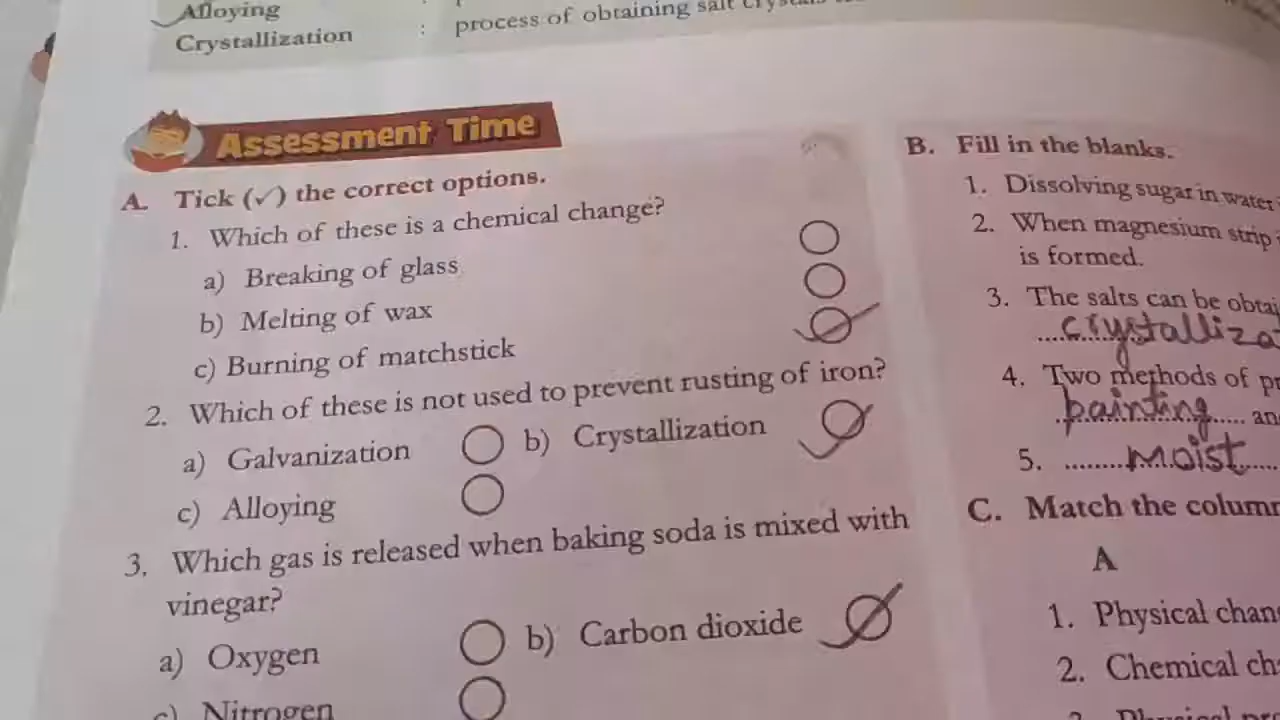 Alloying :
Crystallization : process of obtaining salt crystals
Assessment Time
A. Tick (✓) the correct options.
1. Which of these is a chemical change?
a) Breaking of glass
b) Melting of wax
c) Burning of matchstick
2. Which of these is not used to prevent rusting of iron?
a) Galvanization b) Crystallization
c) Alloying
3. Which gas is released when baking soda is mixed with
vinegar?
a) Oxygen b) Carbon dioxide
c) Nitrogen
B. Fill in the blanks.
1. Dissolving sugar in water
2. When magnesium strip
is formed.
3. The salts can be obtai
crystalliza
4. Two methods of pr
painting an
5. moist
C. Match the column
A
1. Physical chan
2. Chemical ch
3. Physical pro